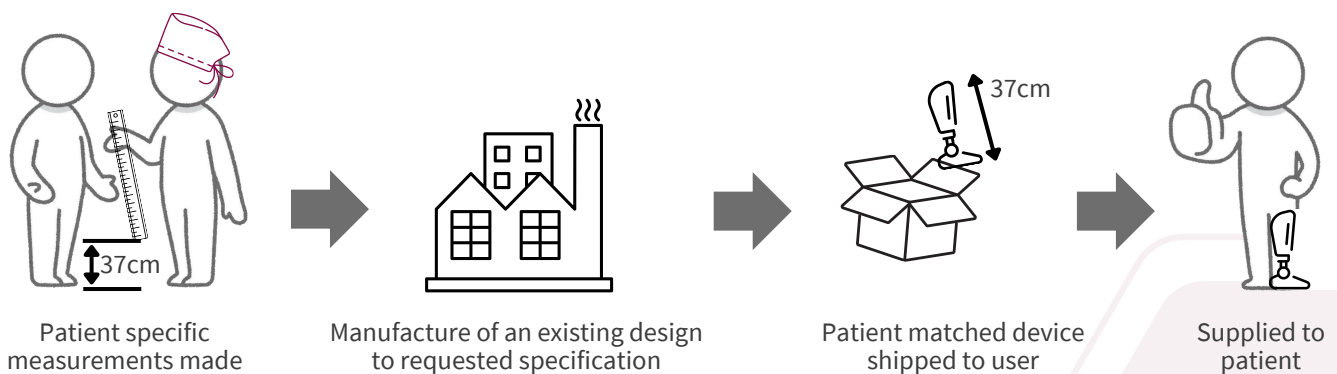 37cm
37cm
Patient specific
measurements made
Manufacture of an existing design
to requested specification
Patient matched device
shipped to user
Supplied to
patient